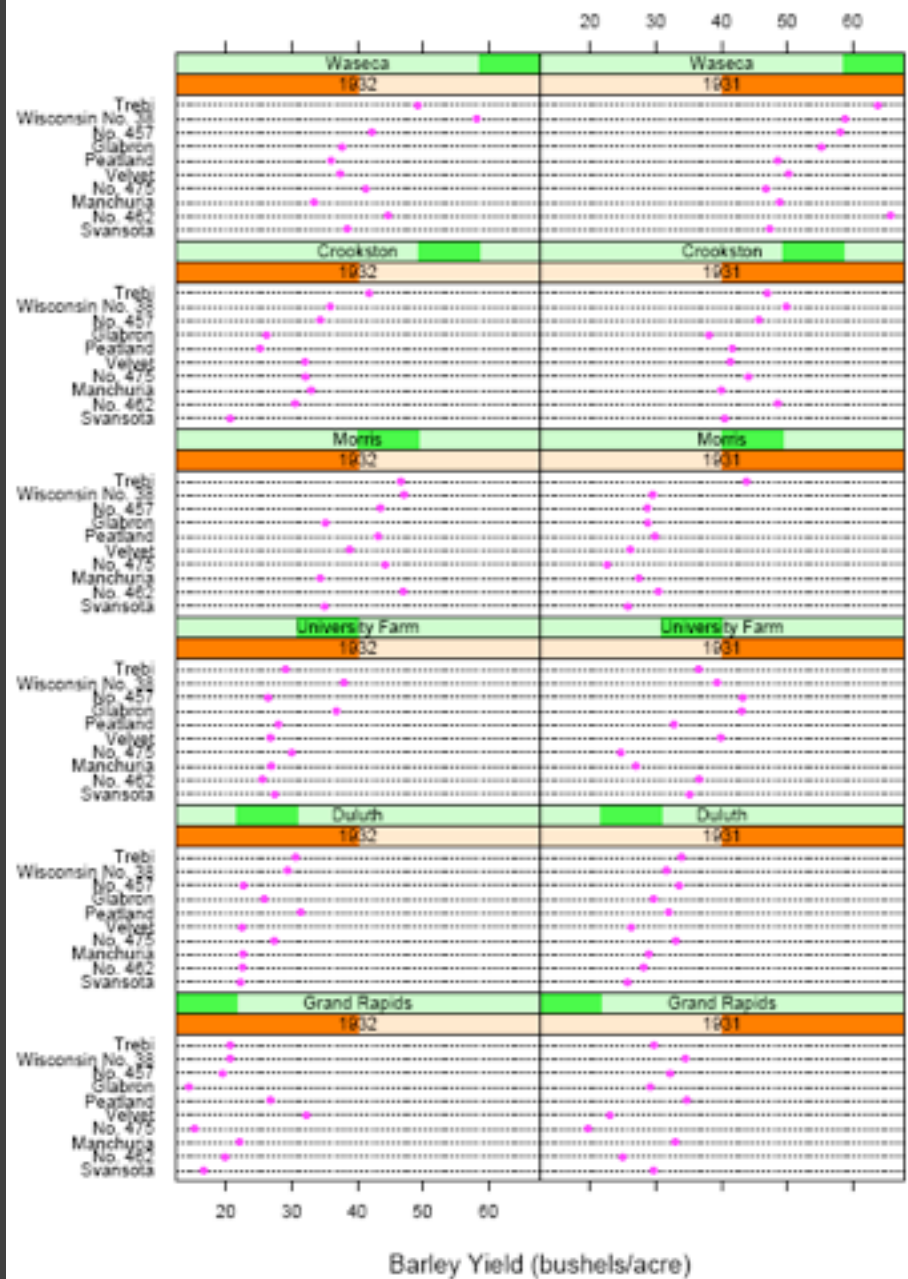 20 30 40 50 60
Waseca Waseca
1932 1931
Trebi
Wisconsin No. 38
No. 457
Glabron
Peatland
Velvet
No. 475
Manchuria
No. 462
Svansota
Crookston Crookston
1932 1931
Trebi
Wisconsin No. 38
No. 457
Glabron
Peatland
Velvet
No. 475
Manchuria
No. 462
Svansota
Morris Morris
1932 1931
Trebi
Wisconsin No. 38
No. 457
Glabron
Peatland
Velvet
No. 475
Manchuria
No. 462
Svansota
University Farm University Farm
1932 1931
Trebi
Wisconsin No. 38
No. 457
Glabron
Peatland
Velvet
No. 475
Manchuria
No. 462
Svansota
Duluth Duluth
1932 1931
Trebi
Wisconsin No. 38
No. 457
Glabron
Peatland
Velvet
No. 475
Manchuria
No. 462
Svansota
Grand Rapids Grand Rapids
1932 1931
Trebi
Wisconsin No. 38
No. 457
Glabron
Peatland
Velvet
No. 475
Manchuria
No. 462
Svansota
20 30 40 50 60
Barley Yield (bushels/acre)